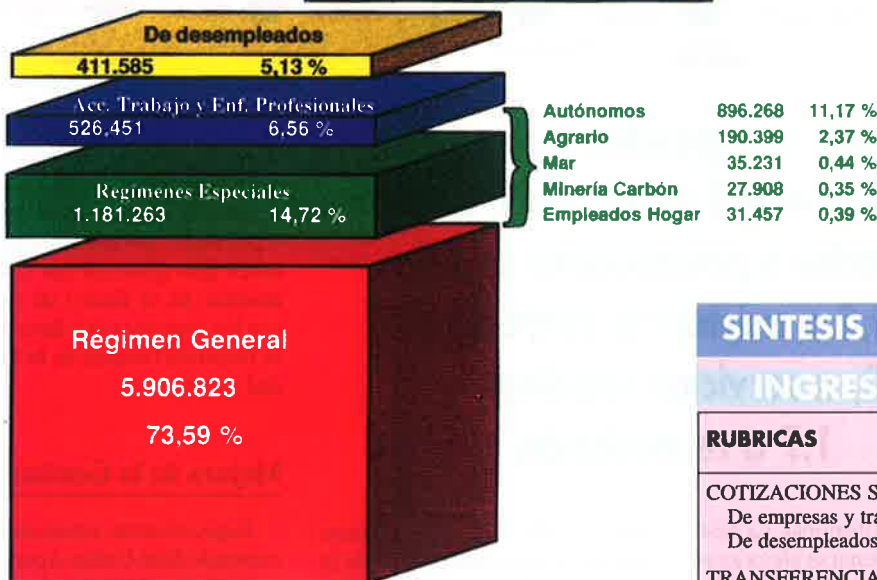 De desempleados
411.585 5,13 %
Acc. Trabajo y Enf. Profesionales
526,451 6,56 %
Regimenes Especiales
1.181.263 14,72 %
Régimen General
5.906.823
73,59 %
Autónomos 896.268 11,17 %
Agrario 190.399 2,37 %
Mar 35.231 0,44 %
Minería Carbón 27.908 0,35 %
Empleados Hogar 31.457 0,39 %
SINTESIS
INGRES
RUBRICAS
COTIZACIONES S
De empresas y tra
De desempleados
TRANSFERENCIA